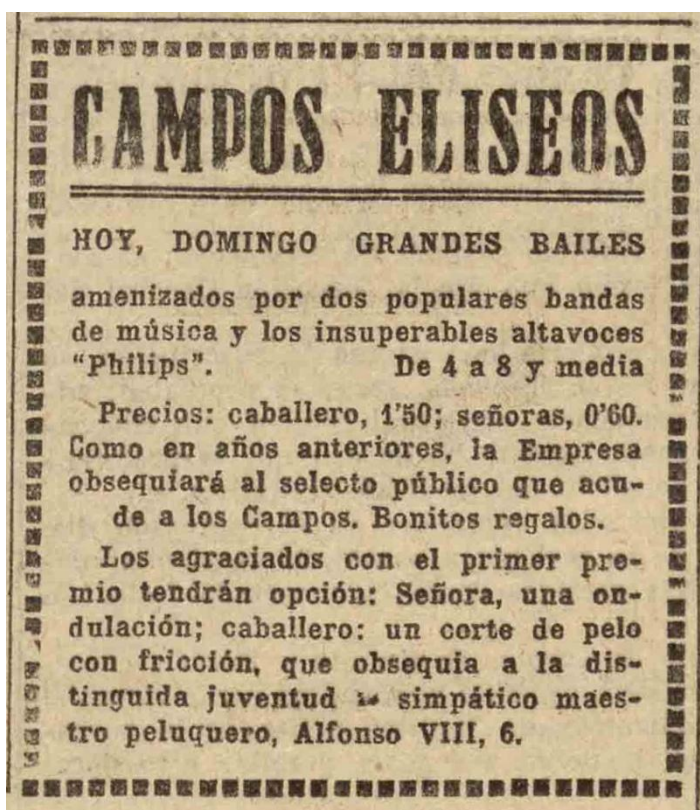 CAMPOS ELISEOS
HOY, DOMINGO GRANDES BAILES
amenizados por dos populares bandas
de música y los insuperables altavoces
"Philips". De 4 a 8 y media
Precios: caballero, 1'50; señoras, 0'60.
Como en años anteriores, la Empresa
obsequiará al selecto público que acu-
de a los Campos. Bonitos regalos.
Los agraciados con el primer pre-
mio tendrán opción: Señora, una on-
dulación; caballero: un corte de pelo
con fricción, que obsequia a la dis-
tinguida juventud simpático maes-
tro peluquero, Alfonso VIII, 6.